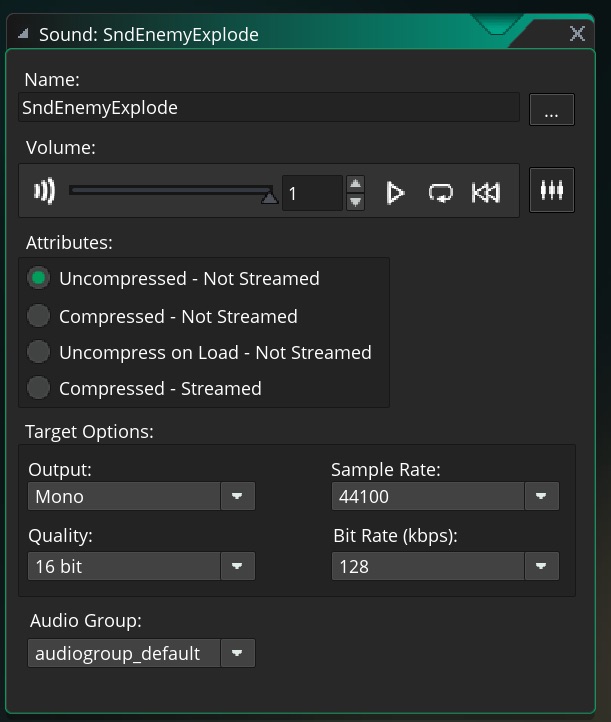 Sound: SndEnemyExplode
Name:
SndEnemyExplode
...
Volume:
1
Attributes:
Uncompressed - Not Streamed
Compressed - Not Streamed
Uncompress on Load - Not Streamed
Compressed - Streamed
Target Options:
Output: Sample Rate:
Mono 44100
Quality: Bit Rate (kbps):
16 bit 128
Audio Group:
audiogroup_default